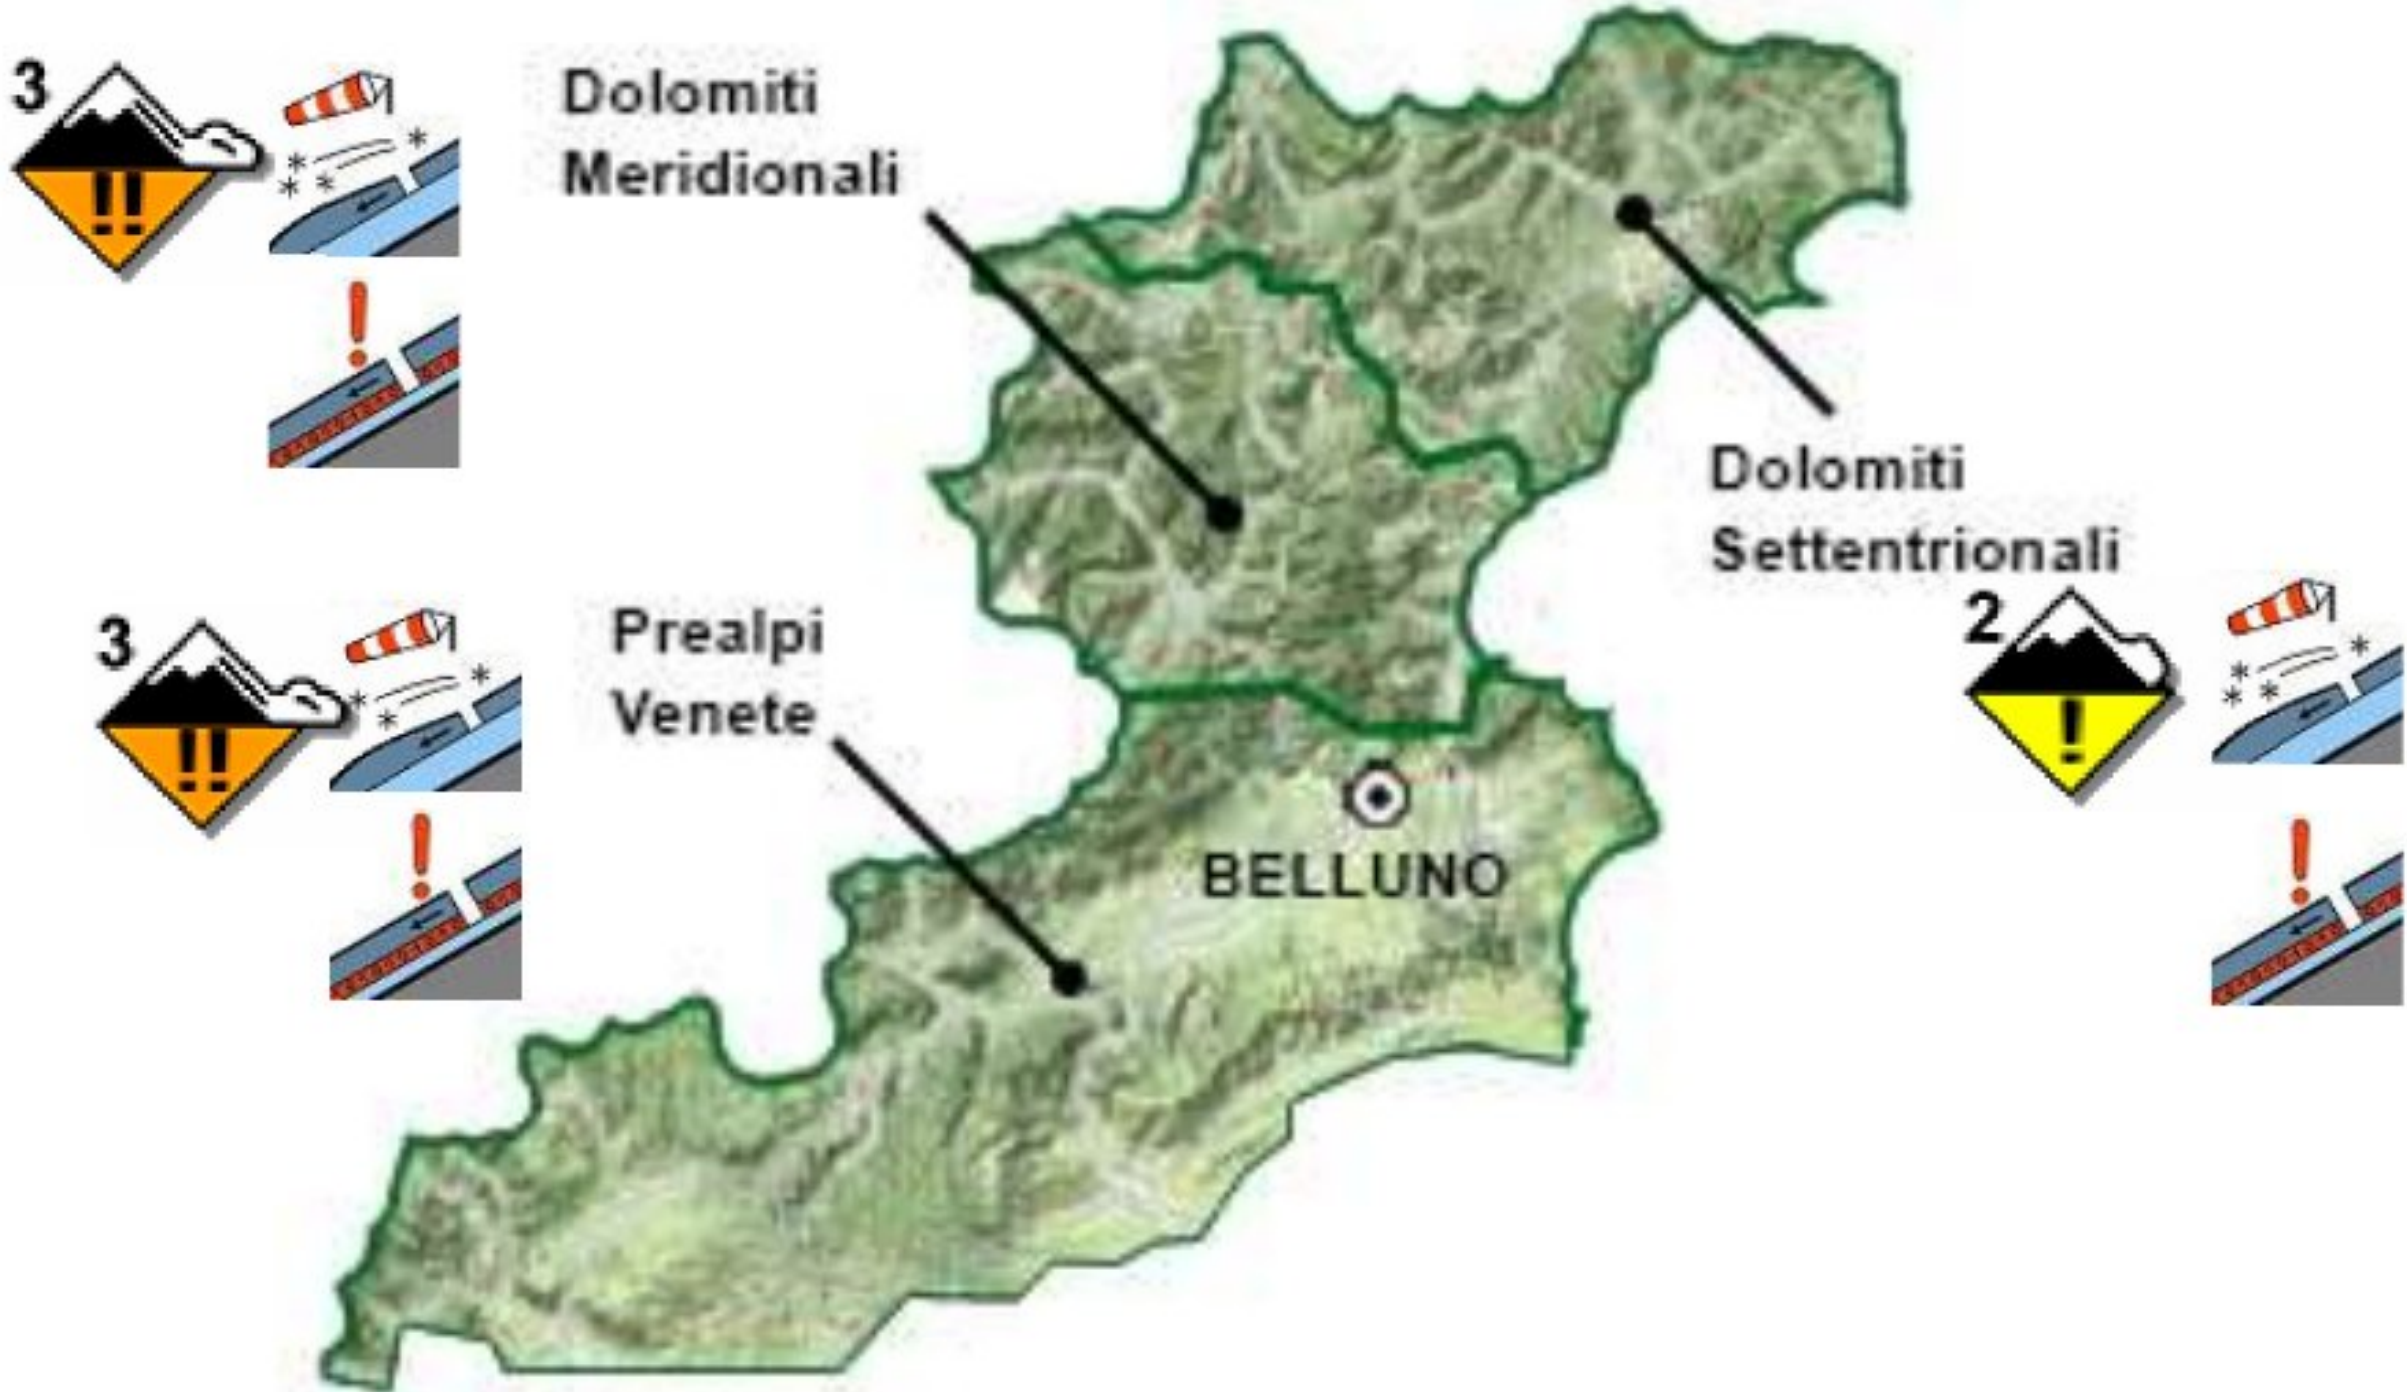 3
Dolomiti
Meridionali
Dolomiti
Settentrionali
2
3
Prealpi
Venete
BELLUNO